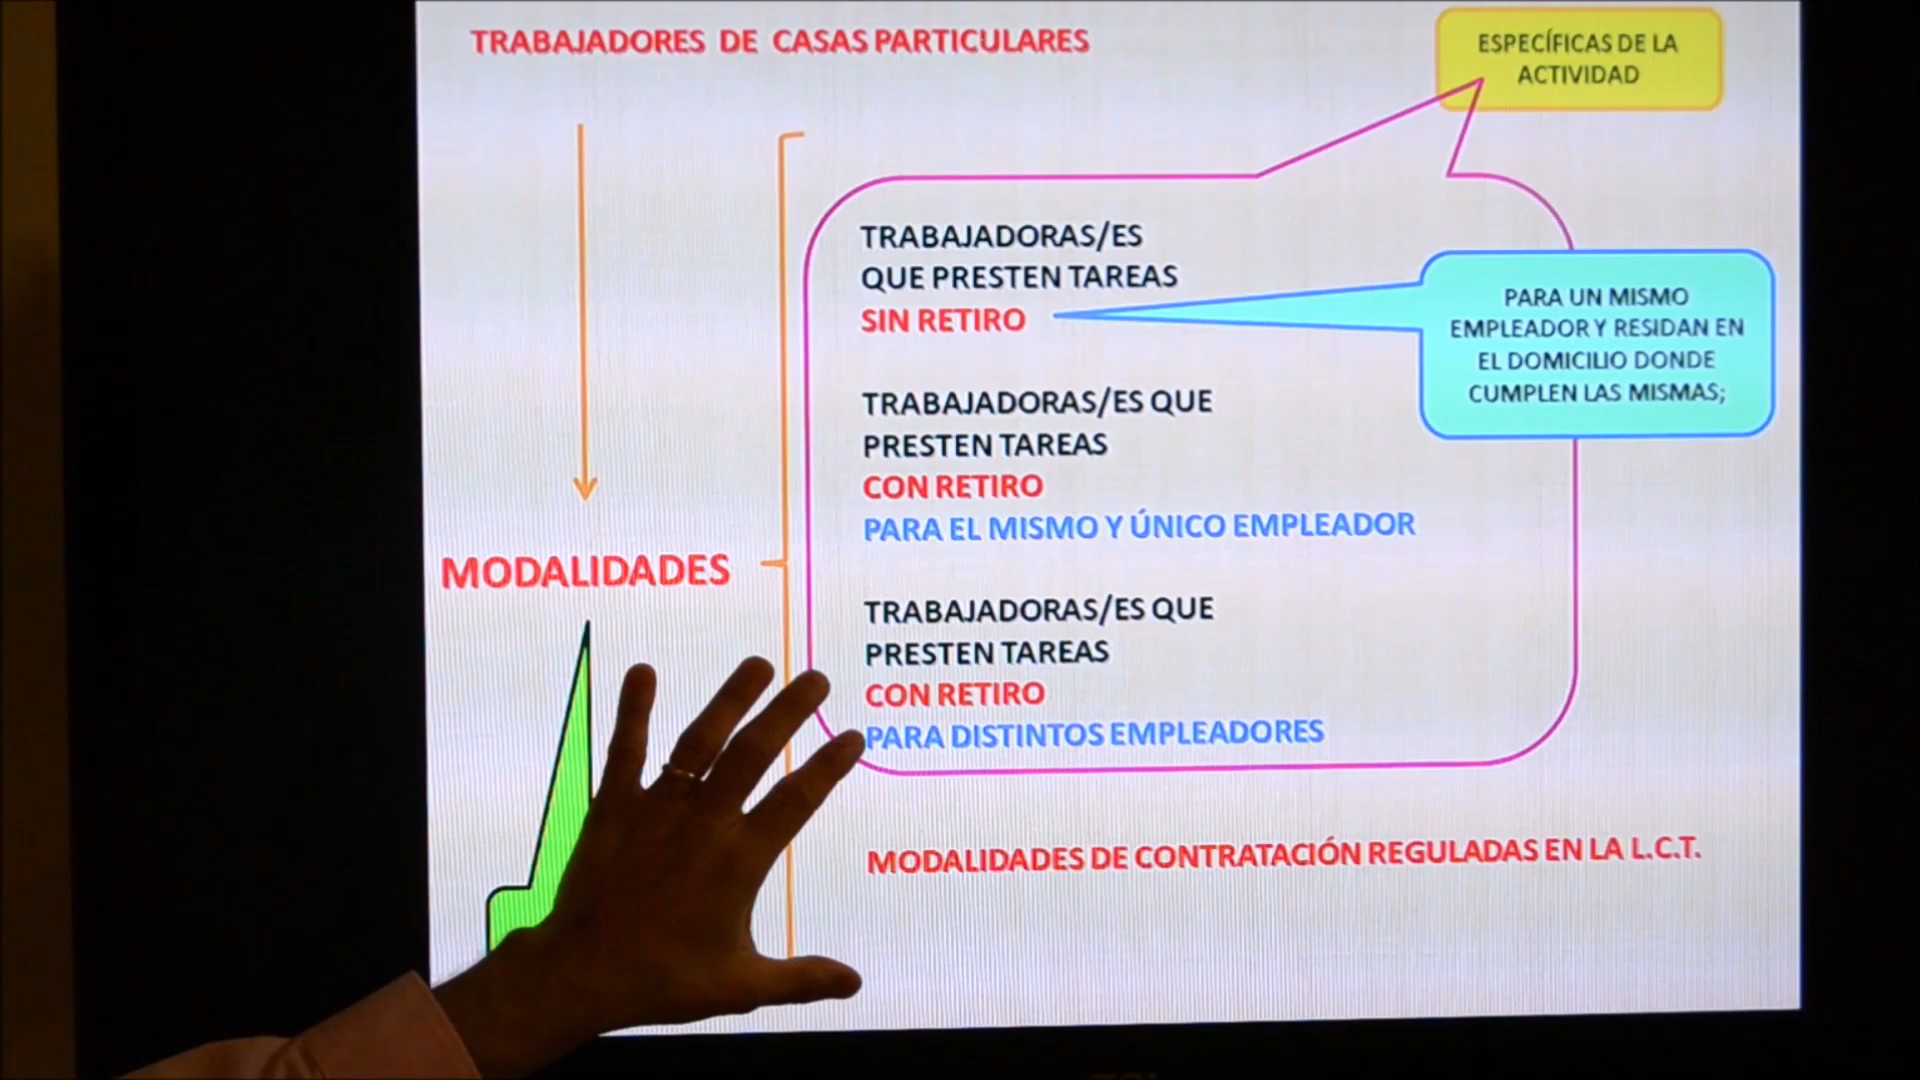 TRABAJADORES DE CASAS PARTICULARES
ESPECÍFICAS DE LA
ACTIVIDAD
TRABAJADORAS/ES
QUE PRESTEN TAREAS
SIN RETIRO
PARA UN MISMO
EMPLEADOR Y RESIDAN EN
EL DOMICILIO DONDE
CUMPLEN LAS MISMAS;
TRABAJADORAS/ES QUE
PRESTEN TAREAS
CON RETIRO
PARA EL MISMO Y ÚNICO EMPLEADOR
MODALIDADES
TRABAJADORAS/ES QUE
PRESTEN TAREAS
CON RETIRO
PARA DISTINTOS EMPLEADORES
MODALIDADES DE CONTRATACIÓN REGULADAS EN LA L.C.T.